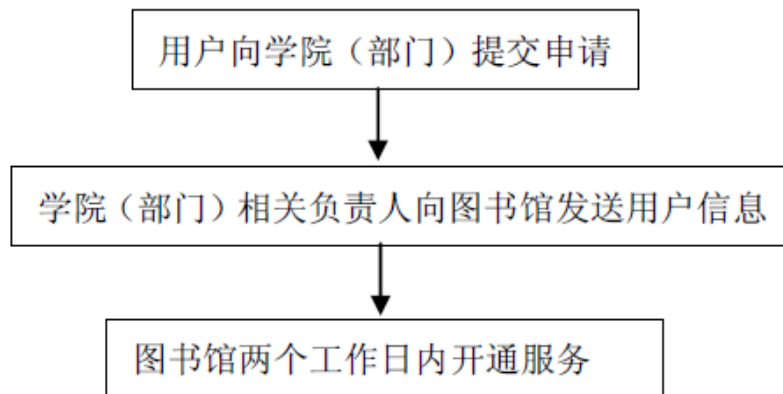 用户向学院（部门）提交申请
学院（部门）相关负责人向图书馆发送用户信息
图书馆两个工作日内开通服务